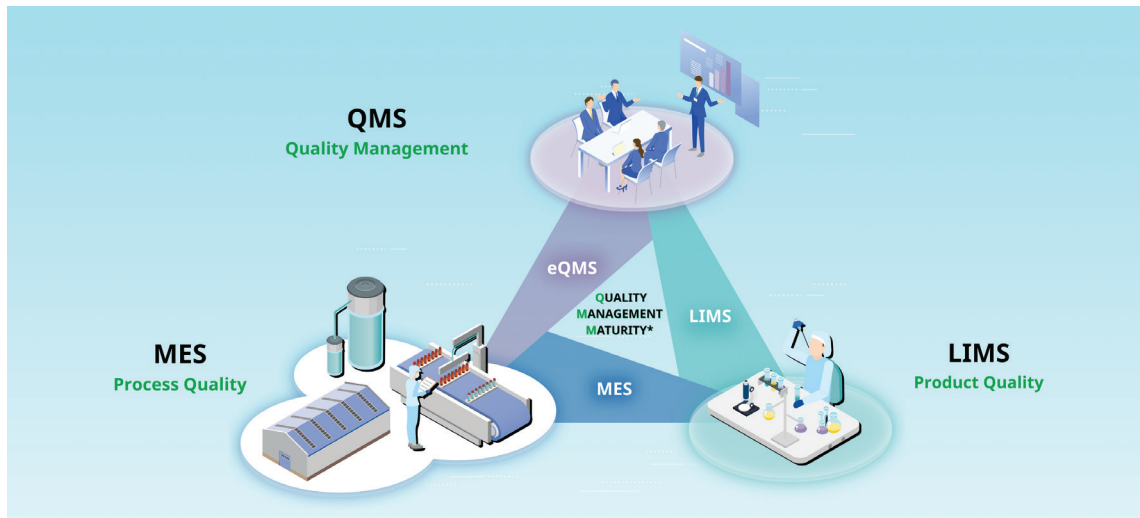 QMS
Quality Management
eQMS
QUALITY
MANAGEMENT
MATURITY*
LIMS
MES
MES
Process Quality
LIMS
Product Quality